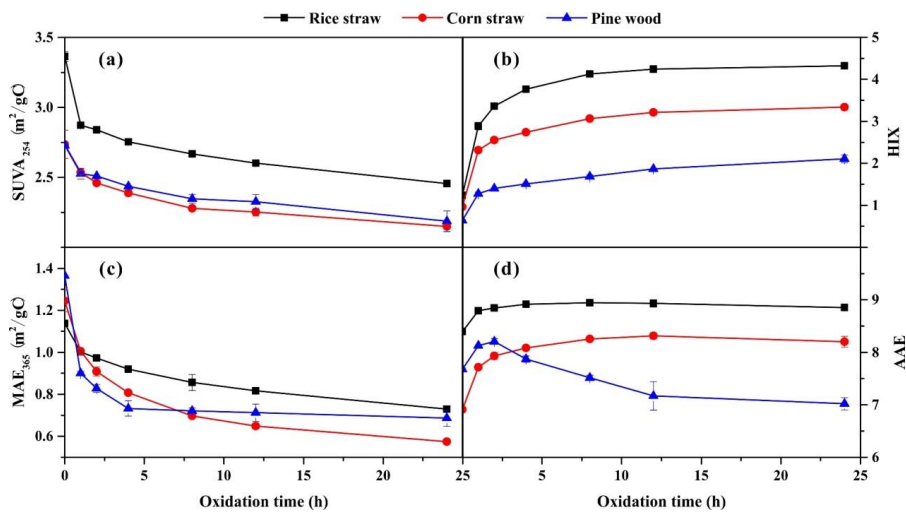 Rice straw Corn straw Pine wood
(a)
3.5
3.0
2.5
SUVA254 (m2/gC)
(b)
5
4
3
2
1
HIX
(c)
1.4
1.2
1.0
0.8
0.6
MAE365 (m2/gC)
(d)
9
8
7
6
AAE
0 5 10 15 20 25 5 10 15 20 25
Oxidation time (h) Oxidation time (h)